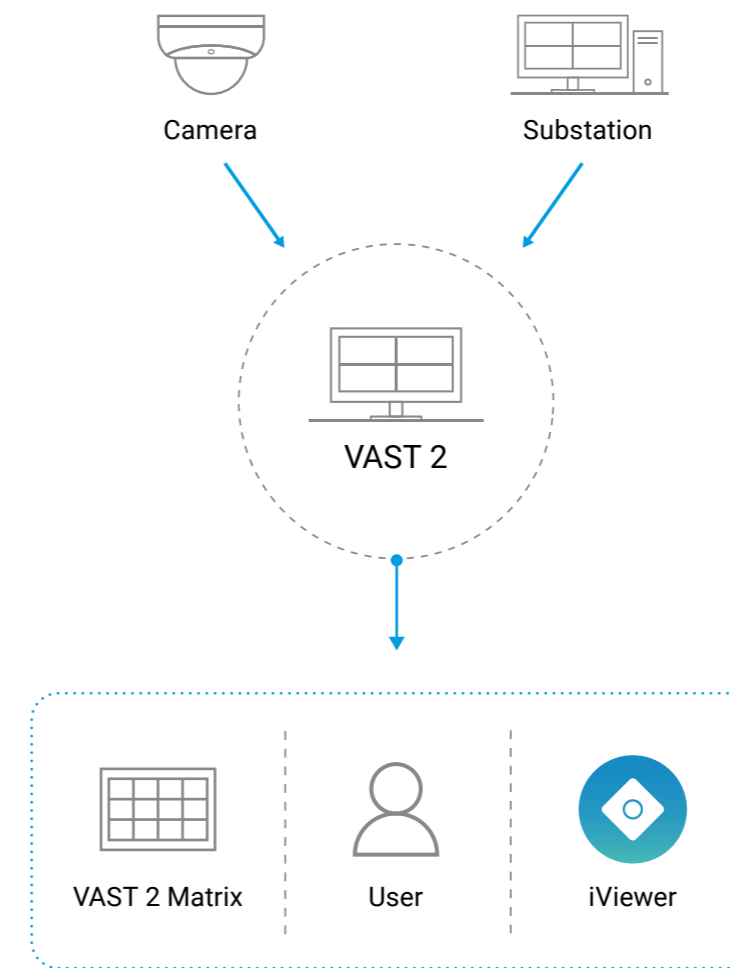 Camera
Substation
VAST 2
VAST 2 Matrix
User
iViewer